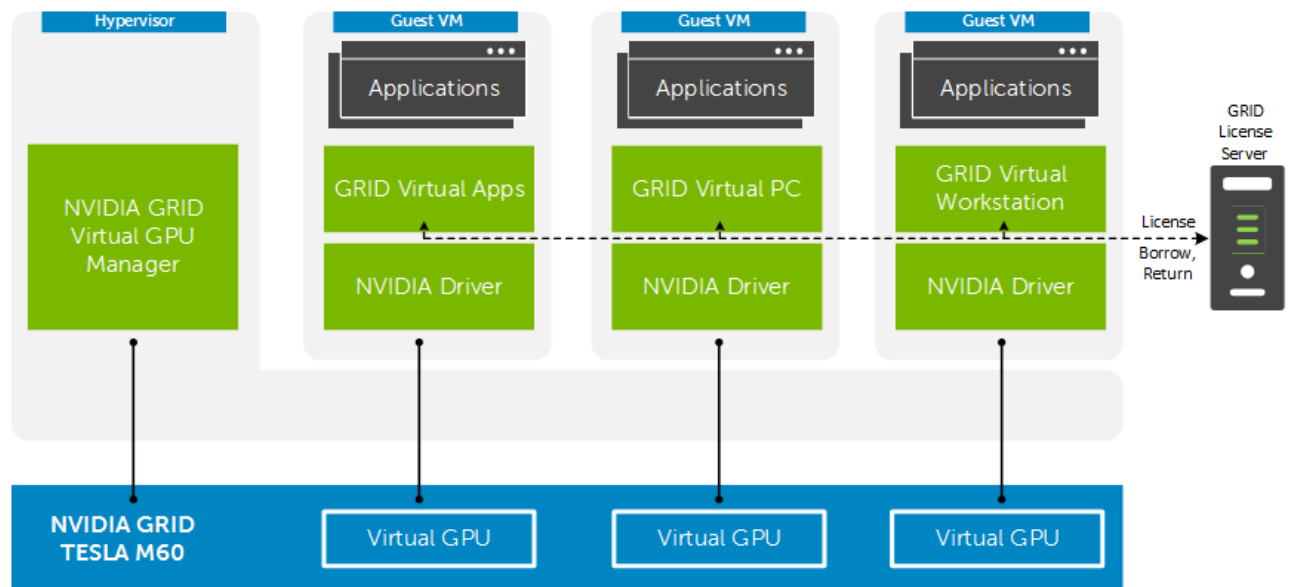 Hypervisor
Guest VM
Guest VM
Guest VM
Applications
Applications
Applications
GRID
License
Server
NVIDIA GRID
Virtual GPU
Manager
GRID Virtual Apps
GRID Virtual PC
GRID Virtual
Workstation
License
Borrow,
Return
NVIDIA Driver
NVIDIA Driver
NVIDIA Driver
NVIDIA GRID
TESLA M60
Virtual GPU
Virtual GPU
Virtual GPU